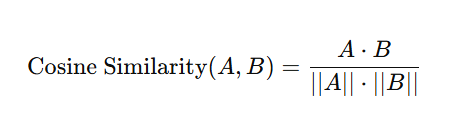 Cosine Similarity(A, B) = A · B / ||A|| · ||B||